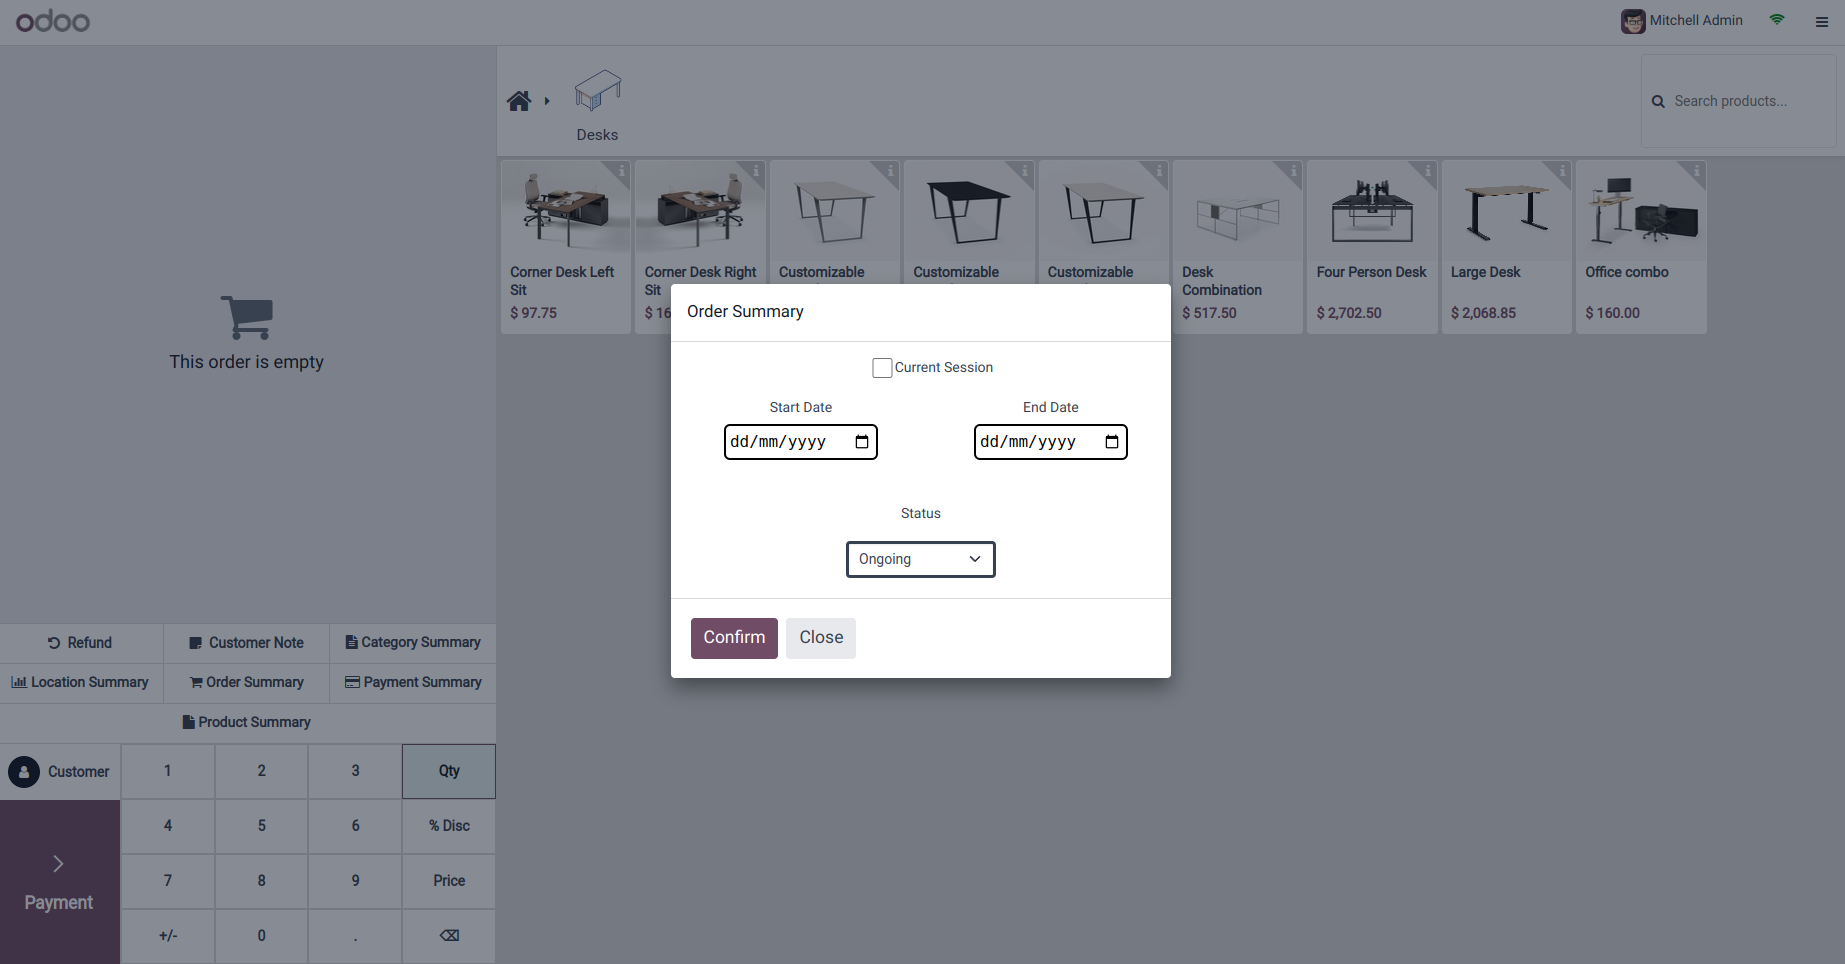 odoo
Mitchell Admin
Desks
Search products...
Corner Desk Left
Sit
$ 97.75
Corner Desk Right
Sit
$ 16
Customizable
Customizable
Customizable
Desk
Combination
$ 517.50
Four Person Desk
$ 2,702.50
Large Desk
$ 2,068.85
Office combo
$ 160.00
This order is empty
Order Summary
Current Session
Start Date
End Date
dd/mm/yyyy
dd/mm/yyyy
Status
Ongoing
Confirm
Close
Refund
Customer Note
Category Summary
Location Summary
Order Summary
Payment Summary
Product Summary
Customer
1
2
3
Qty
4
5
6
% Disc
Payment
7
8
9
Price
+/-
0
.